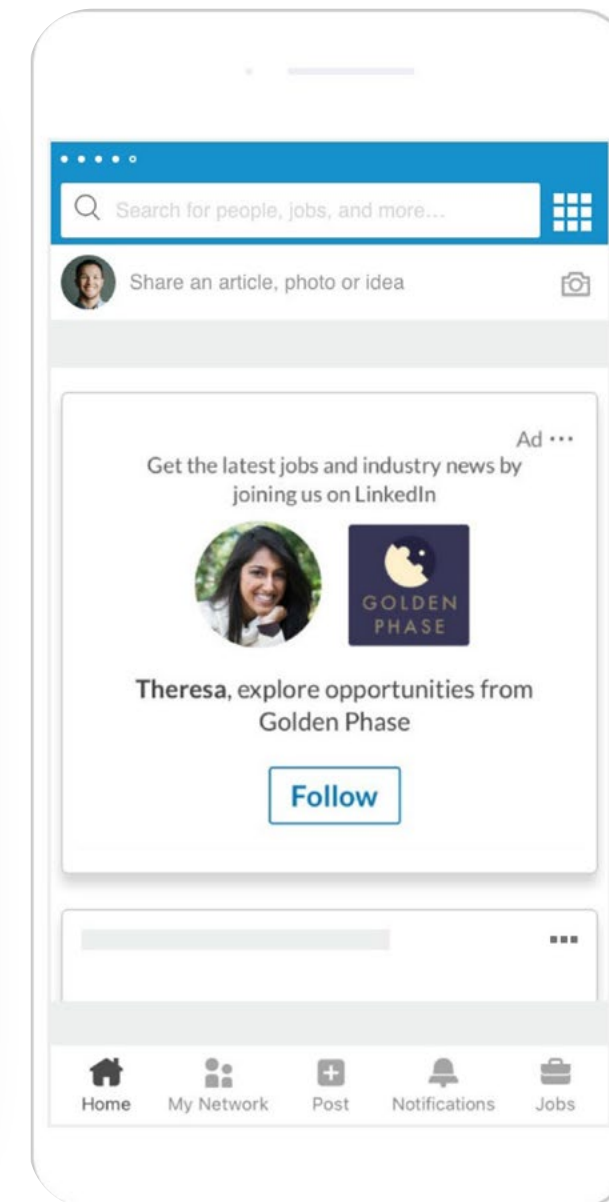 Search for people, jobs, and more...
Share an article, photo or idea
Ad
Get the latest jobs and industry news by
joining us on LinkedIn
GOLDEN
PHASE
Theresa, explore opportunities from
Golden Phase
Follow
Home My Network Post Notifications Jobs